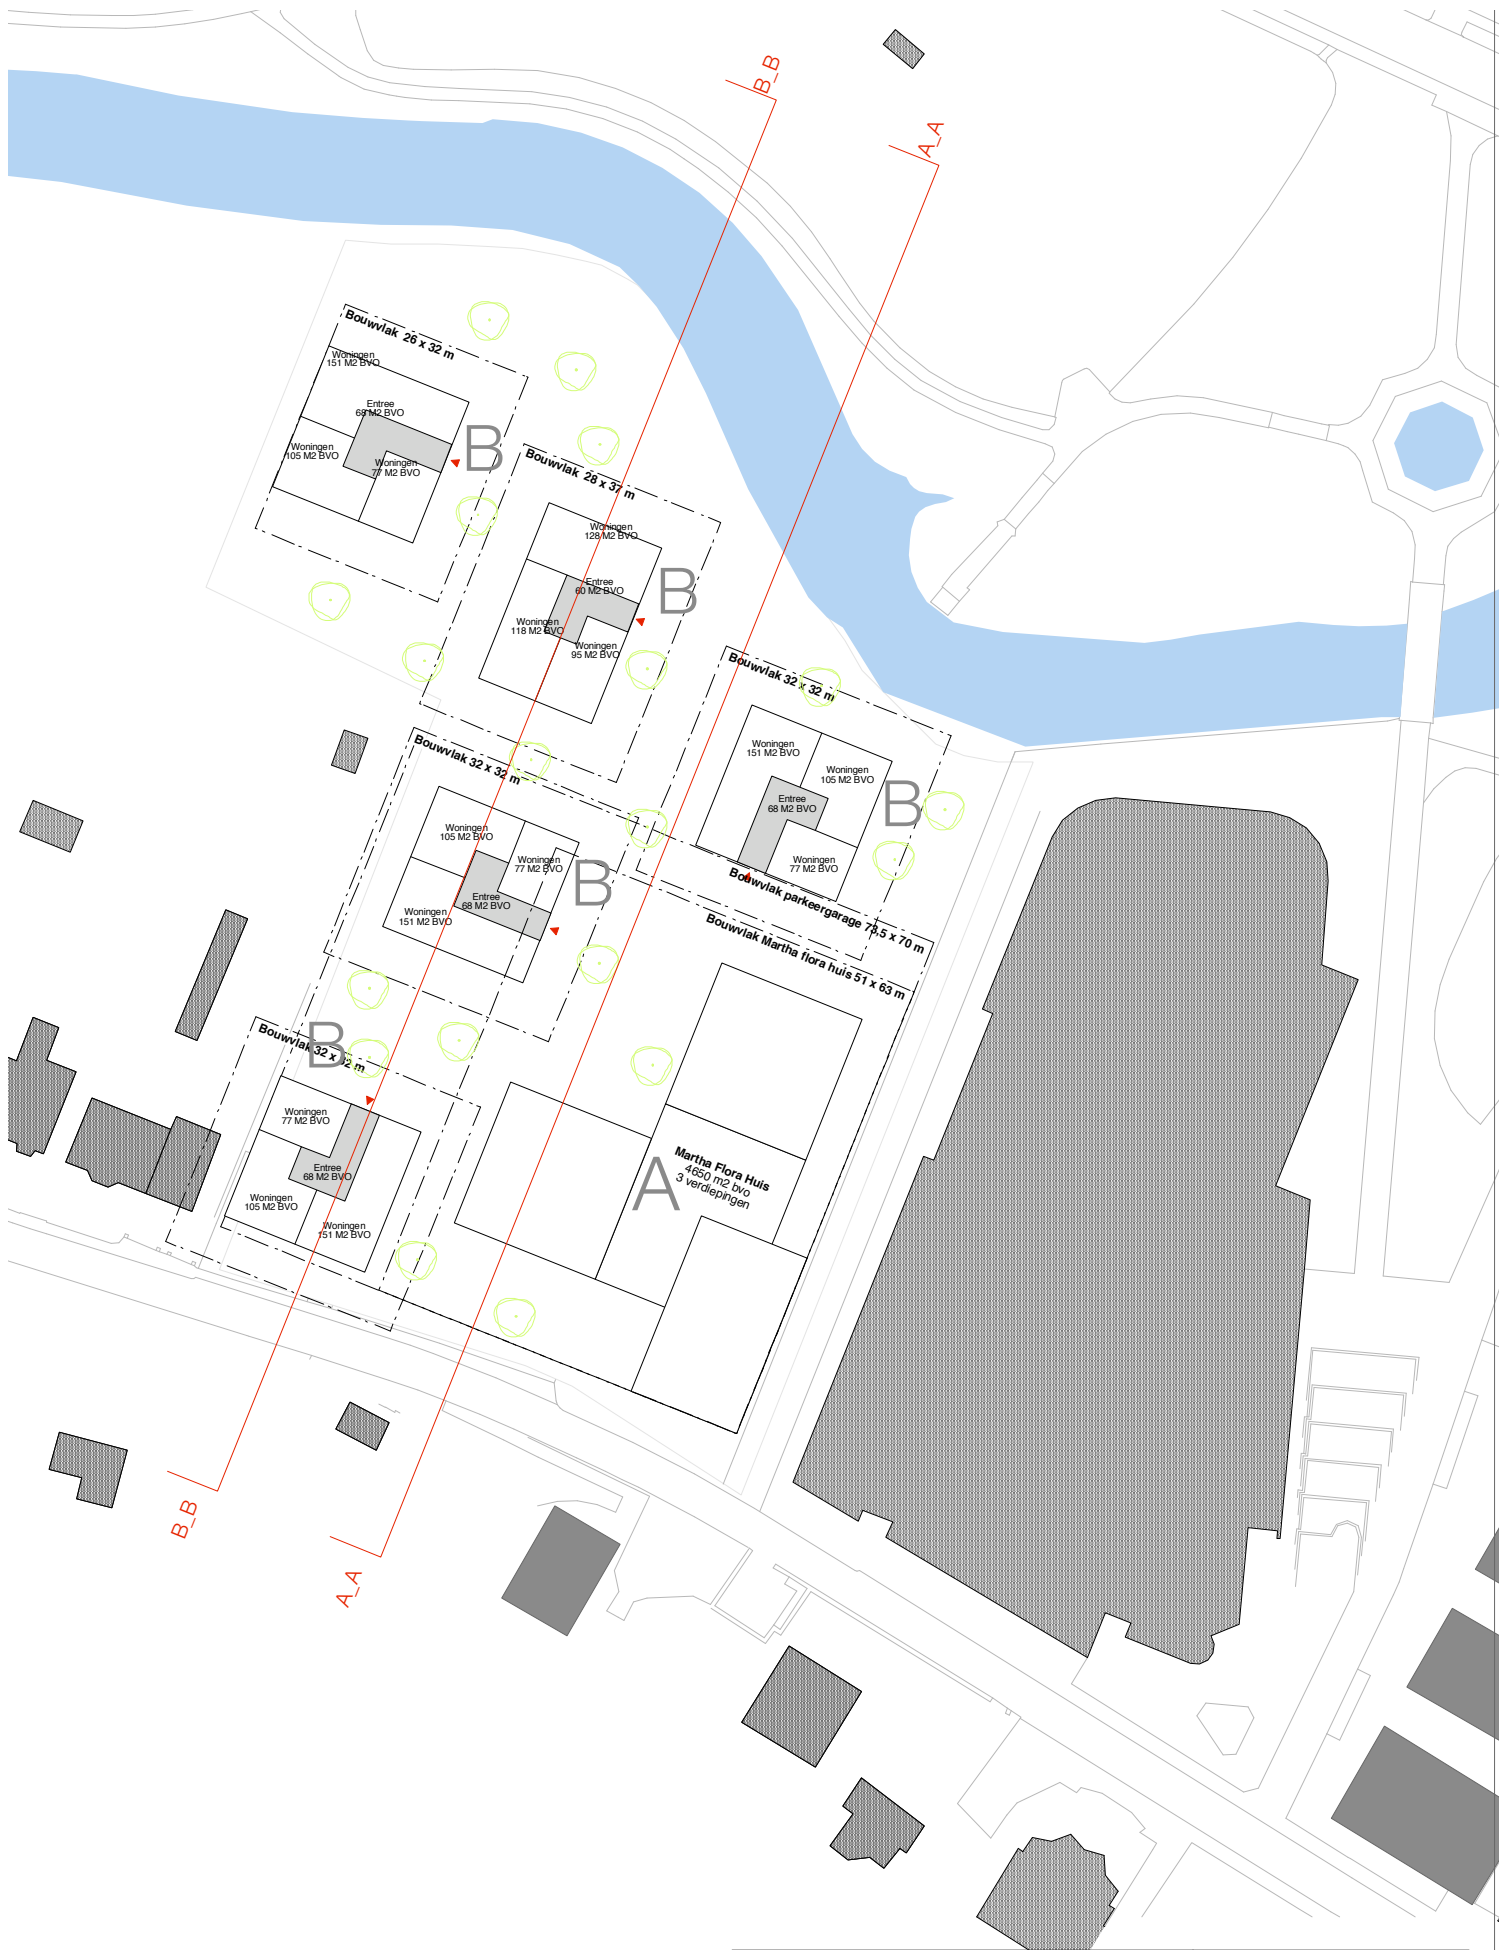 B_B
A_A
Bouwvlak 26 x 32 m
Woningen
151 M2 BVO
Entree
68 M2 BVO
Woningen
105 M2 BVO
Woningen
77 M2 BVO
B
Bouwvlak 28 x 37 m
Woningen
128 M2 BVO
Entree
60 M2 BVO
Woningen
118 M2 BVO
Woningen
95 M2 BVO
B
Bouwvlak 32 x 32 m
Woningen
151 M2 BVO
Woningen
105 M2 BVO
Entree
68 M2 BVO
Woningen
77 M2 BVO
B
Bouwvlak 32 x 32 m
Woningen
105 M2 BVO
Woningen
77 M2 BVO
Entree
68 M2 BVO
Woningen
151 M2 BVO
B
Bouwvlak parkeergarage 73,5 x 70 m
Bouwvlak Martha flora huis 51 x 63 m
B
Bouwvlak 32 x 32 m
Woningen
77 M2 BVO
Entree
68 M2 BVO
Woningen
105 M2 BVO
Woningen
151 M2 BVO
A
Martha Flora Huis
4650 m2 bvo
3 verdiepingen
B_B
A_A